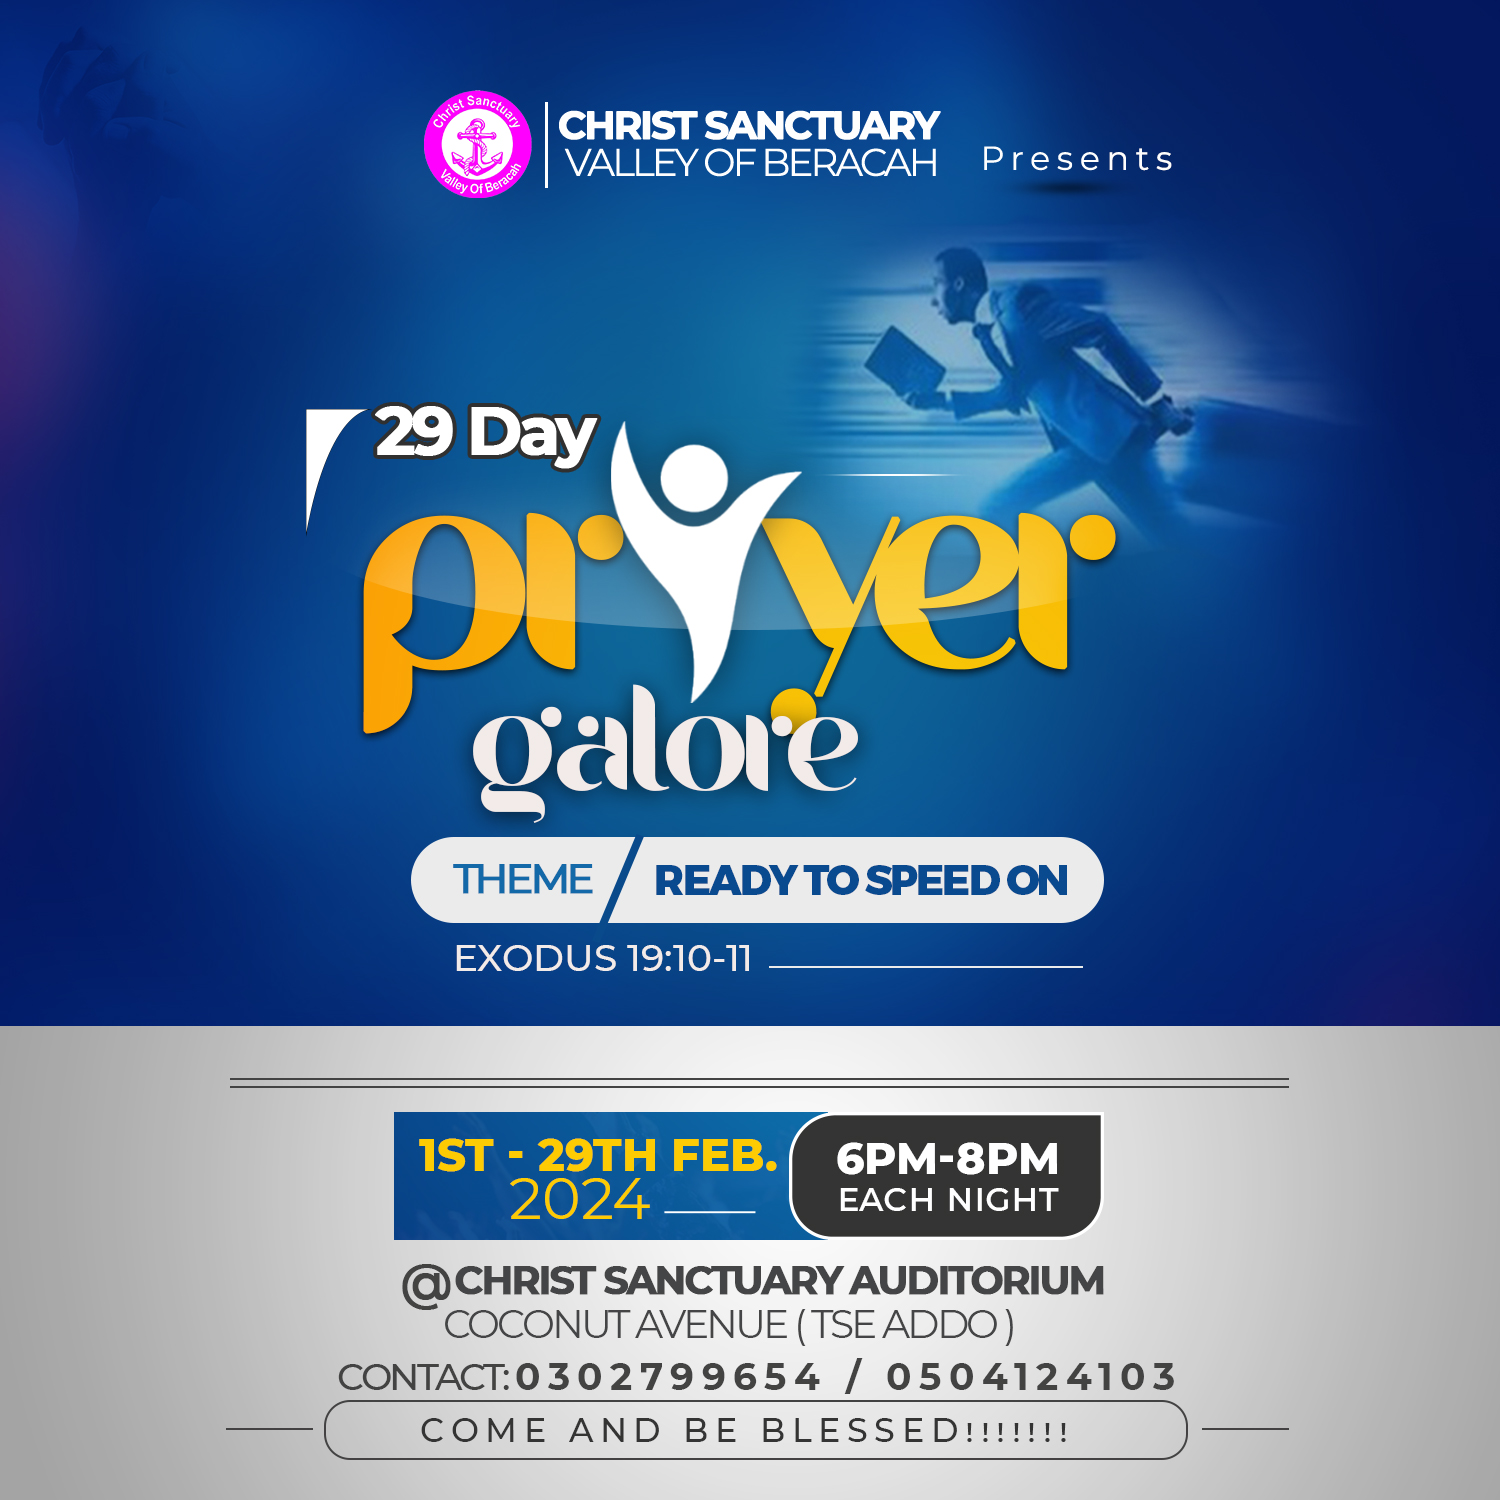 Christ Sanctuary
Valley Of Beracah
CHRIST SANCTUARY
VALLEY OF BERACAH
Presents
29 Day
prayer
galore
THEME / READY TO SPEED ON
EXODUS 19:10-11
1ST - 29TH FEB.
2024
6PM-8PM
EACH NIGHT
@CHRIST SANCTUARY AUDITORIUM
COCONUT AVENUE ( TSE ADDO )
CONTACT: 0302799654 / 0504124103
COME AND BE BLESSED!!!!!!!